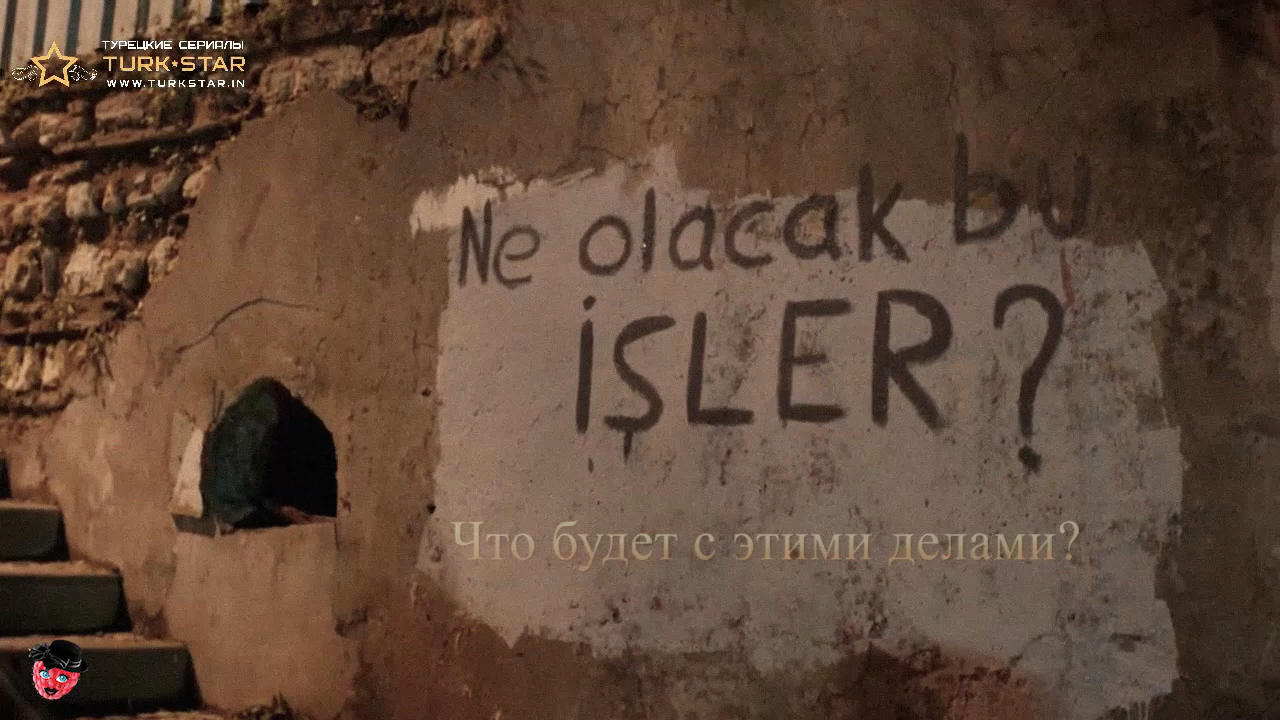 ТУРЕЦКИЕ СЕРИАЛЫ
TURK★STAR
WWW.TURKSTAR.IN
Ne olacak bu
İŞLER?
Что будет с этими делами?